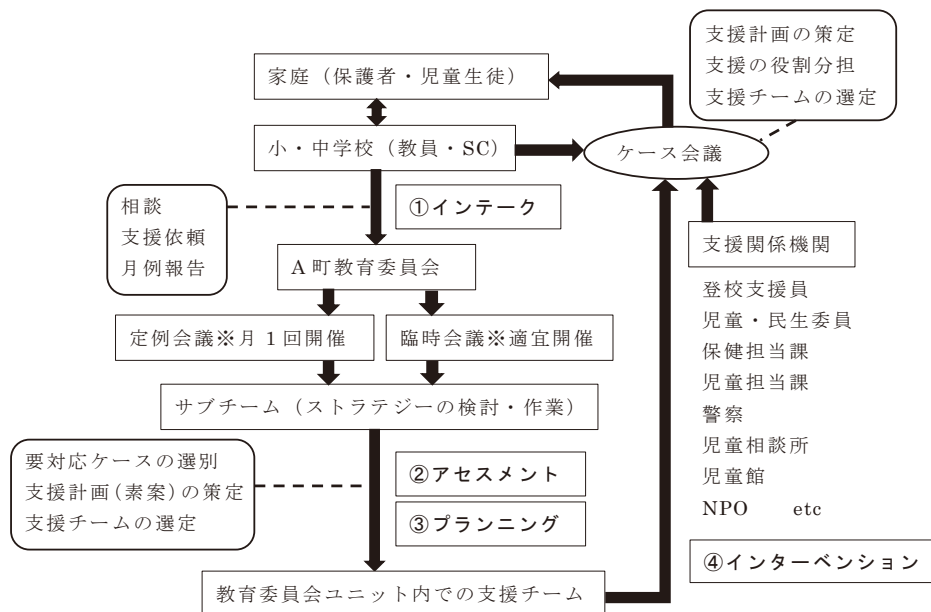 支援計画の策定
支援の役割分担
支援チームの選定
家庭（保護者・児童生徒）
小・中学校（教員・SC）
ケース会議
相談
支援依頼
月例報告
①インテーク
A町教育委員会
定例会議※月1回開催
臨時会議※適宜開催
サブチーム（ストラテジーの検討・作業）
要対応ケースの選別
支援計画(素案)の策定
支援チームの選定
②アセスメント
③プランニング
教育委員会ユニット内での支援チーム
支援関係機関
登校支援員
児童・民生委員
保健担当課
児童担当課
警察
児童相談所
児童館
NPO　　etc
④インターベンション